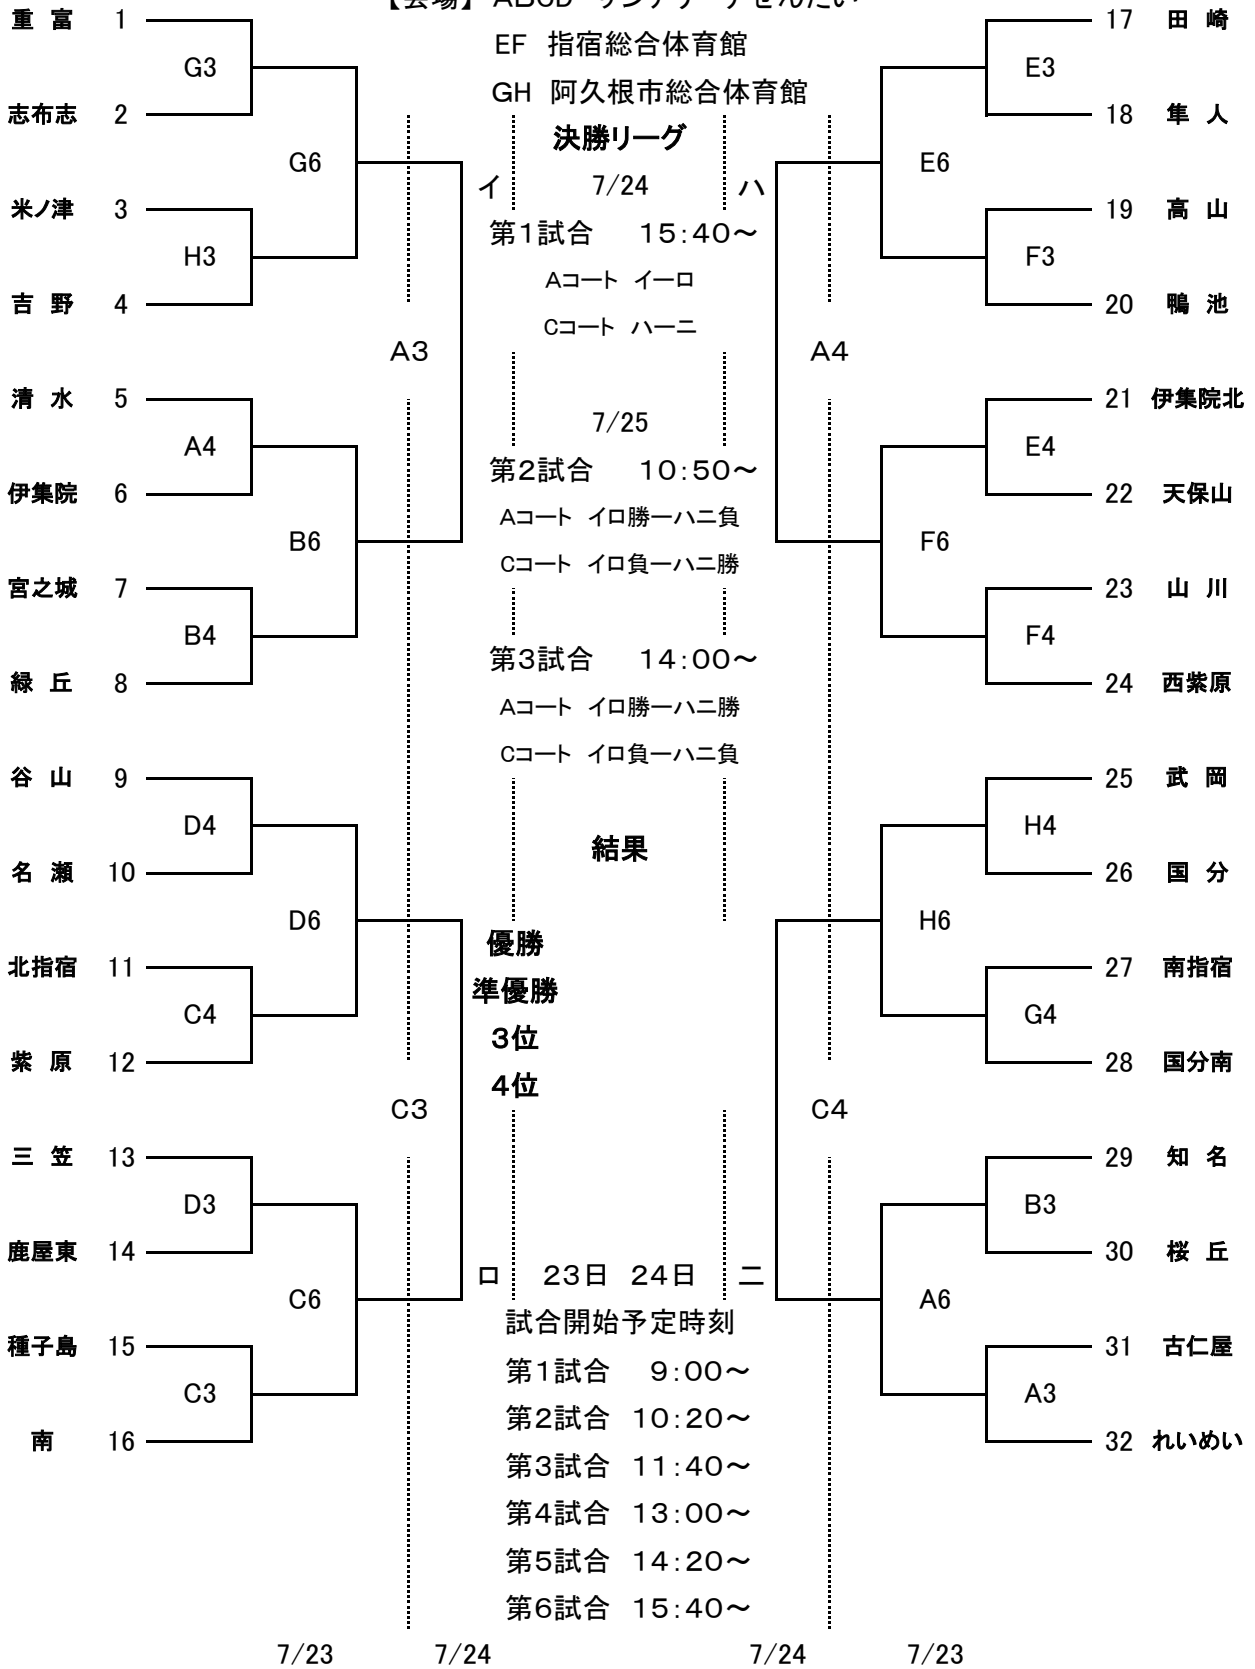 【会場】 ABCD サンアリーナせんだい
EF 指宿総合体育館
GH 阿久根市総合体育館
決勝リーグ
7/24
イ
ハ
第1試合 15:40～
Aコート イーロ
Cコート ハーニ
7/25
第2試合 10:50～
Aコート イロ勝ーハニ負
Cコート イロ負ーハニ勝
第3試合 14:00～
Aコート イロ勝ーハニ勝
Cコート イロ負ーハニ負
結果
優勝
準優勝
3位
4位
ロ
23日 24日
ニ
試合開始予定時刻
第1試合 9:00～
第2試合 10:20～
第3試合 11:40～
第4試合 13:00～
第5試合 14:20～
第6試合 15:40～
重 富 1
志布志 2
米ノ津 3
吉 野 4
清 水 5
伊集院 6
宮之城 7
緑 丘 8
谷 山 9
名 瀬 10
北指宿 11
紫 原 12
三 笠 13
鹿屋東 14
種子島 15
南 16
G3
H3
A4
B4
D4
C4
D3
C3
G6
B6
D6
C6
A3
C3
17 田 崎
18 隼 人
19 高 山
20 鴨 池
21 伊集院北
22 天保山
23 山 川
24 西紫原
25 武 岡
26 国 分
27 南指宿
28 国分南
29 知 名
30 桜 丘
31 古仁屋
32 れいめい
E3
F3
E4
F4
H4
G4
B3
A3
E6
F6
H6
A6
A4
C4
7/23
7/24
7/24
7/23